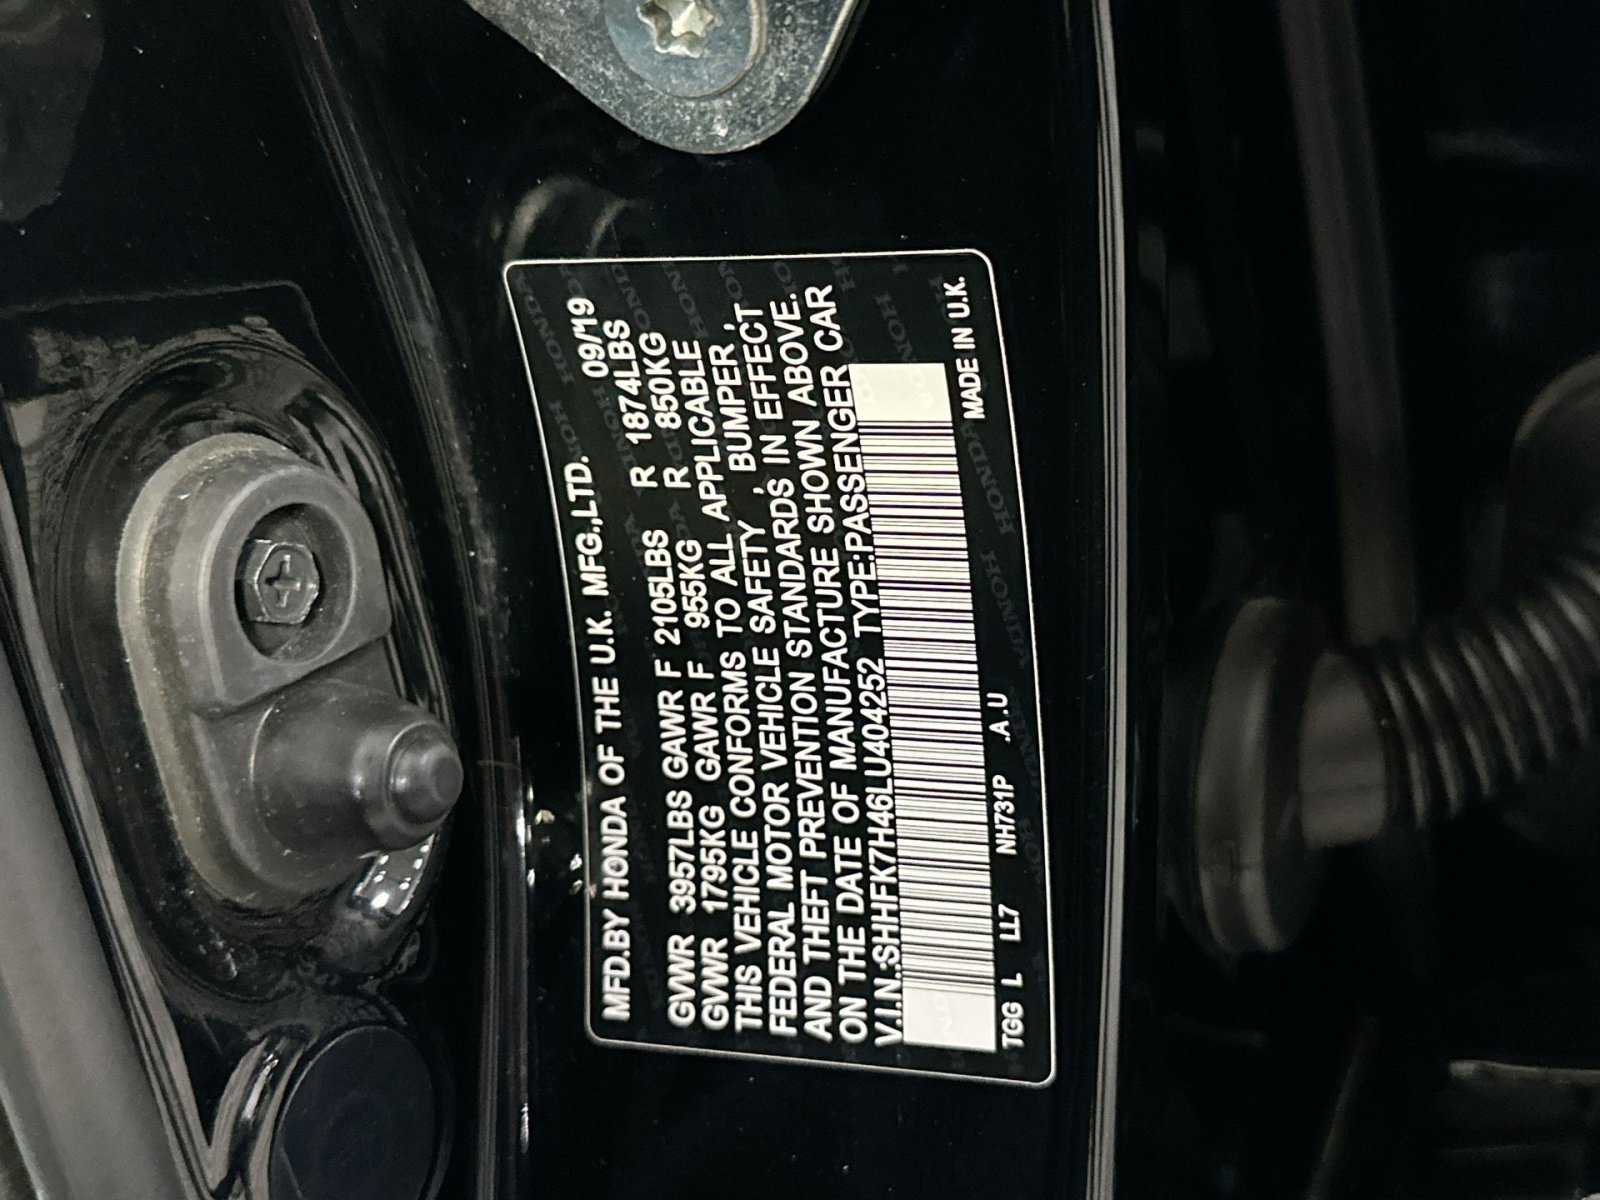 MFD.BY HONDA OF THE U.K. MFG.,LTD. 09/'19
GVWR 3957LBS GAWR F 2105LBS R 1874LBS
GVWR 1795KG GAWR F 955KG R 850KG
THIS VEHICLE CONFORMS TO ALL APPLICABLE
FEDERAL MOTOR VEHICLE SAFETY , BUMPER ,
AND THEFT PREVENTION STANDARDS IN EFFECT
ON THE DATE OF MANUFACTURE SHOWN ABOVE.
V.I.N.:SHHFK7H46LU404252 TYPE:PASSENGER CAR
TGG L LL7 NH731P .A.U MADE IN U.K.